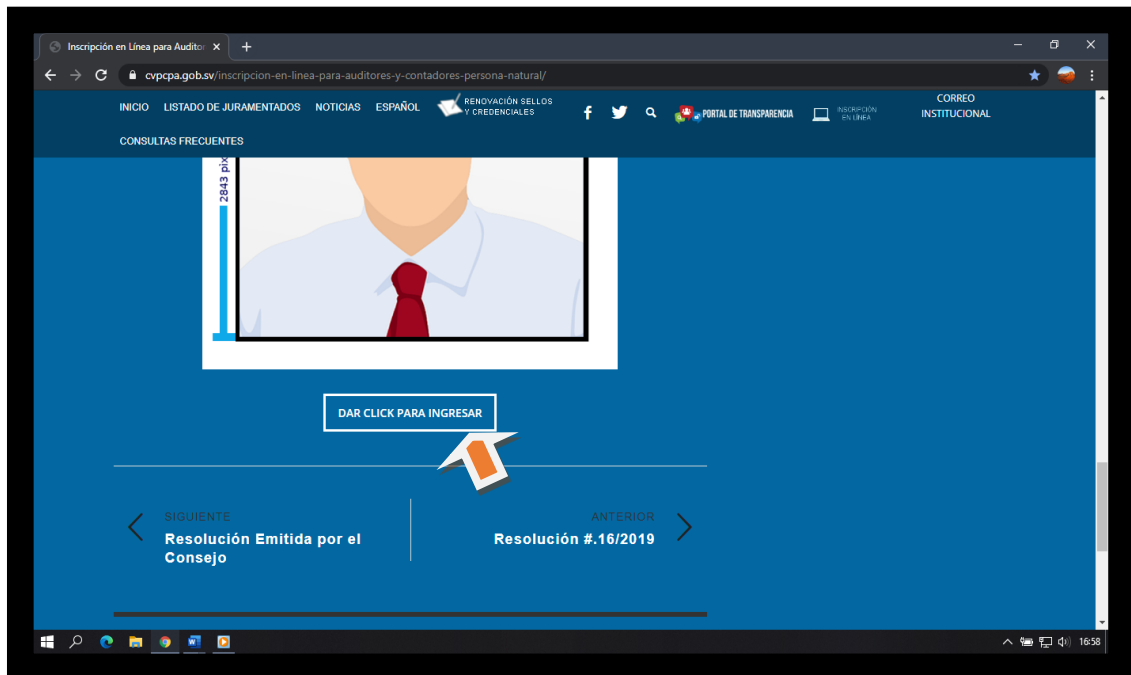 Inscripción en Línea para Auditor
cvpcpa.gob.sv/inscripcion-en-linea-para-auditores-y-contadores-persona-natural/
INICIO LISTADO DE JURAMENTADOS NOTICIAS ESPAÑOL RENOVACIÓN SELLOS Y CREDENCIALES PORTAL DE TRANSPARENCIA INSCRIPCIÓN EN LÍNEA CORREO INSTITUCIONAL
CONSULTAS FRECUENTES
2843 pix
DAR CLICK PARA INGRESAR
SIGUIENTE
Resolución Emitida por el
Consejo
ANTERIOR
Resolución #.16/2019
16:58